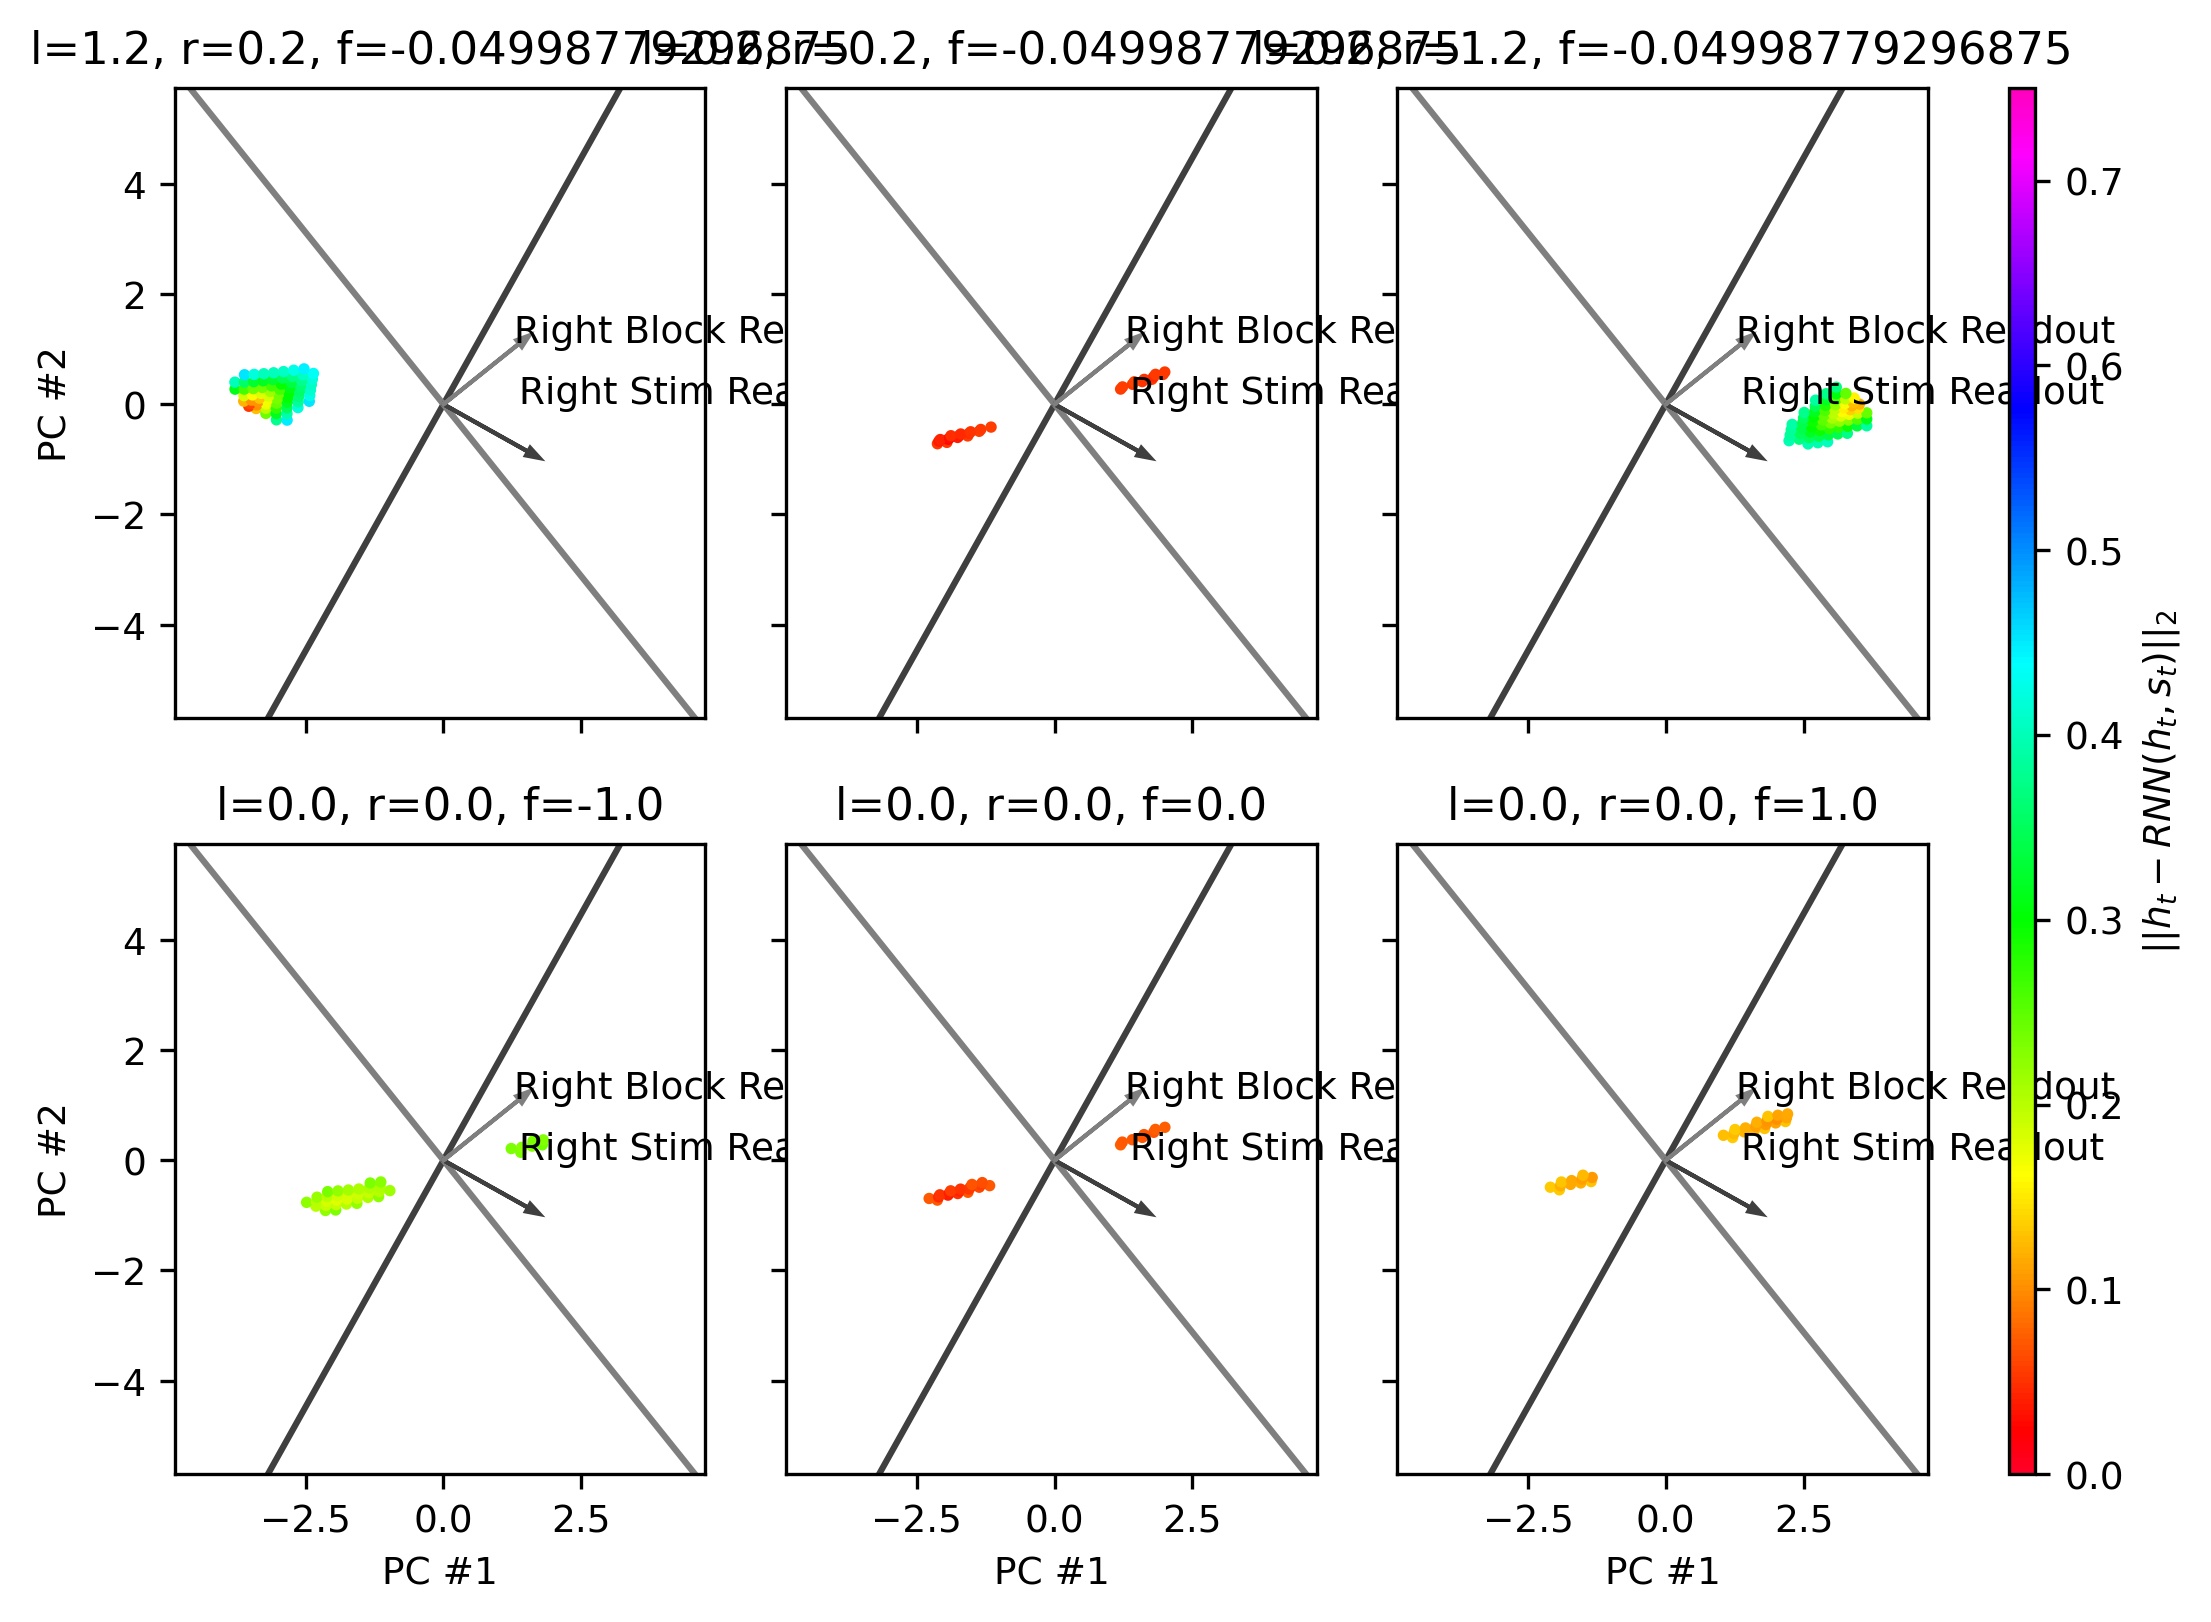 l=1.2, r=0.2, f=-0.04998779296875
l=0.2, r=0.2, f=-0.04998779296875
l=0.2, r=1.2, f=-0.04998779296875
PC #2
4
2
0
−2
−4
Right Block Re
Right Stim Rea
Right Block Re
Right Stim Rea
Right Block Readout
Right Stim Readout
l=0.0, r=0.0, f=-1.0
l=0.0, r=0.0, f=0.0
l=0.0, r=0.0, f=1.0
PC #2
4
2
0
−2
−4
Right Block Re
Right Stim Rea
Right Block Re
Right Stim Rea
Right Block Readout
Right Stim Readout
−2.5 0.0 2.5
−2.5 0.0 2.5
−2.5 0.0 2.5
PC #1
PC #1
PC #1
0.7
0.6
0.5
0.4
0.3
0.2
0.1
0.0
||h_t − RNN(h_t, s_t)||_2